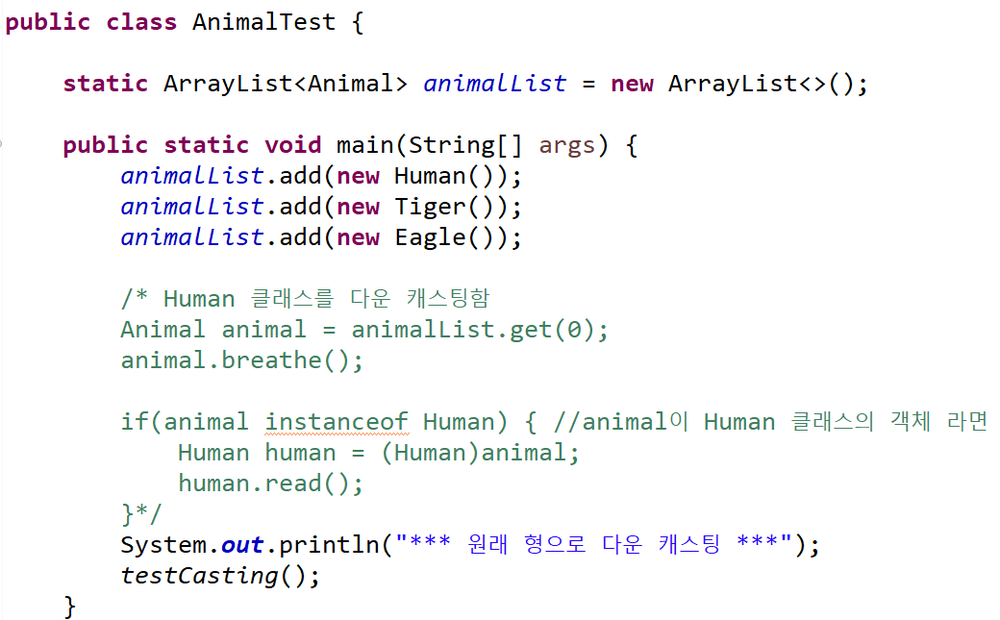 public class AnimalTest {
static ArrayList<Animal> animalList = new ArrayList<>();
public static void main(String[] args) {
animalList.add(new Human());
animalList.add(new Tiger());
animalList.add(new Eagle());
/* Human 클래스를 다운 캐스팅함
Animal animal = animalList.get(0);
animal.breathe();
if(animal instanceof Human) { //animal이 Human 클래스의 객체 라면
Human human = (Human)animal;
human.read();
}*/
System.out.println("*** 원래 형으로 다운 캐스팅 ***");
testCasting();
}